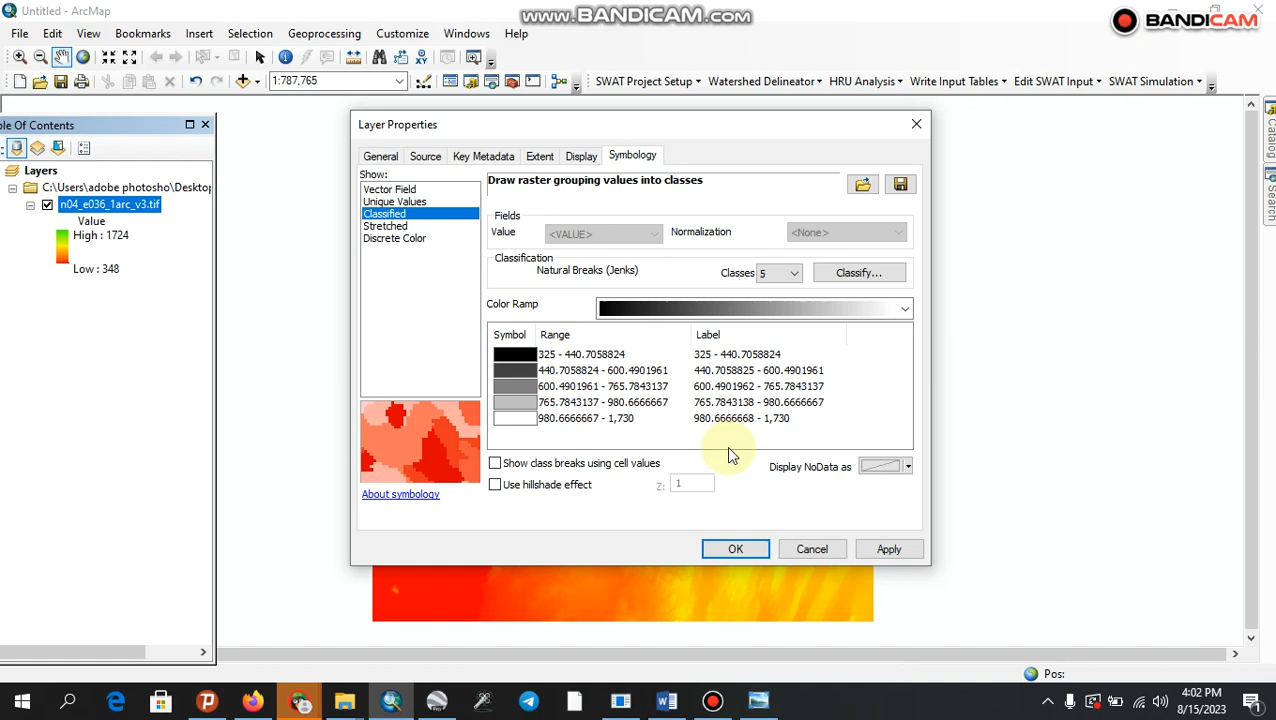 Untitled - ArcMap
www.BANDICAM.com
BANDICAM
File Edit View Bookmarks Insert Selection Geoprocessing Customize Windows Help
1:787,765
SWAT Project Setup Watershed Delineator HRU Analysis Write Input Tables Edit SWAT Input SWAT Simulation
ble Of Contents
Layers
C:\Users\adobe photosho\Desktop
n04_e036_1arc_v3.tif
Value
High : 1724
Low : 348
Layer Properties
General Source Key Metadata Extent Display Symbology
Show:
Vector Field
Unique Values
Classified
Stretched
Discrete Color
About symbology
Draw raster grouping values into classes
Fields
Value <VALUE> Normalization <None>
Classification
Natural Breaks (Jenks) Classes 5 Classify...
Color Ramp
Symbol Range Label
325 - 440.7058824 325 - 440.7058824
440.7058824 - 600.4901961 440.7058825 - 600.4901961
600.4901961 - 765.7843137 600.4901962 - 765.7843137
765.7843137 - 980.6666667 765.7843138 - 980.6666667
980.6666667 - 1,730 980.6666668 - 1,730
Show class breaks using cell values
Display NoData as
Use hillshade effect Z: 1
OK Cancel Apply
Catalog
Search
Pos:
4:02 PM
8/15/2023